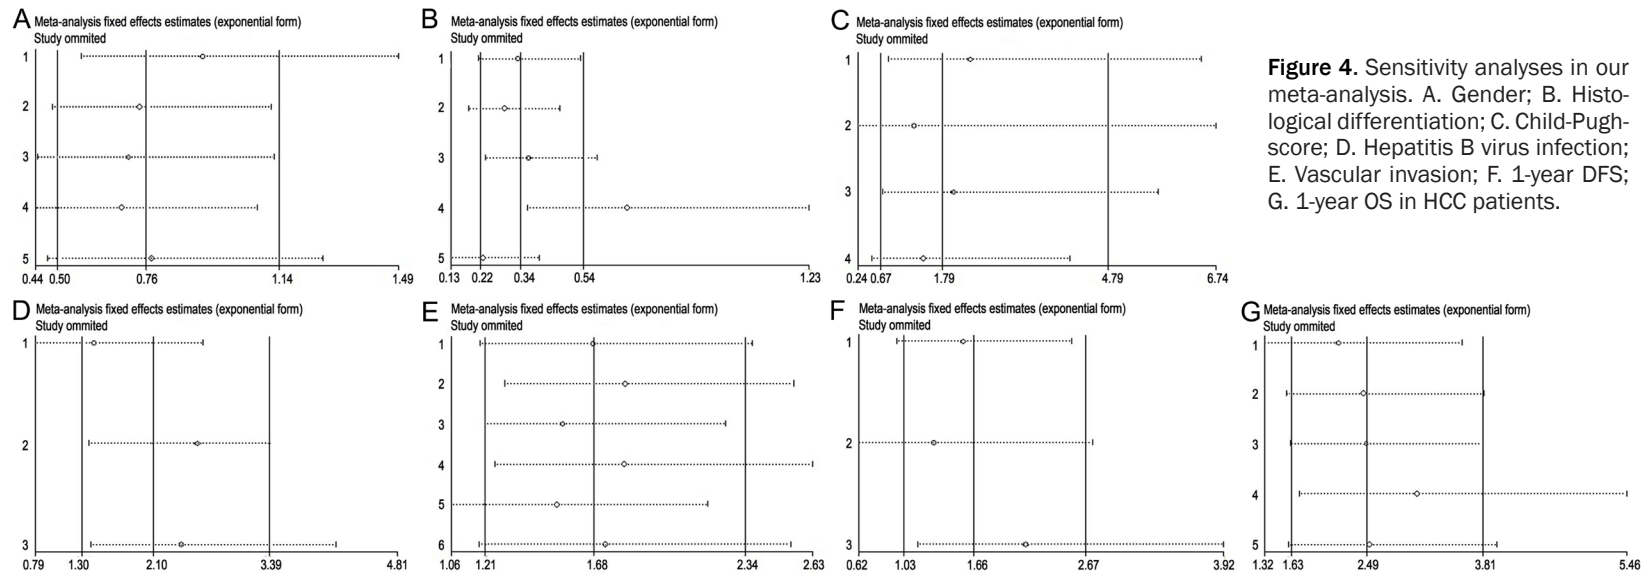 A
Meta-analysis fixed effects estimates (exponential form)
Study ommited
1
2
3
4
5
0.44 0.50 0.76 1.14 1.49
B
Meta-analysis fixed effects estimates (exponential form)
Study ommited
1
2
3
4
5
0.13 0.22 0.34 0.54 1.23
C
Meta-analysis fixed effects estimates (exponential form)
Study ommited
1
2
3
4
0.24 0.67 1.79 4.79 6.74
Figure 4. Sensitivity analyses in our
meta-analysis. A. Gender; B. Histo-
logical differentiation; C. Child-Pugh-
score; D. Hepatitis B virus infection;
E. Vascular invasion; F. 1-year DFS;
G. 1-year OS in HCC patients.
D
Meta-analysis fixed effects estimates (exponential form)
Study ommited
1
2
3
0.79 1.30 2.10 3.39 4.81
E
Meta-analysis fixed effects estimates (exponential form)
Study ommited
1
2
3
4
5
6
1.06 1.21 1.68 2.34 2.63
F
Meta-analysis fixed effects estimates (exponential form)
Study ommited
1
2
3
0.62 1.03 1.66 2.67 3.92
G
Meta-analysis fixed effects estimates (exponential form)
Study ommited
1
2
3
4
5
1.32 1.63 2.49 3.81 5.46